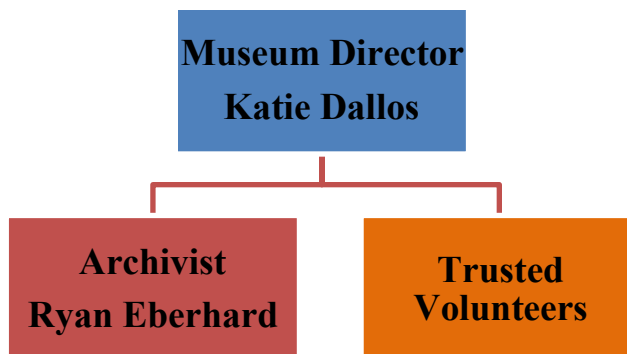 Museum Director
Katie Dallos
Archivist
Ryan Eberhard
Trusted
Volunteers